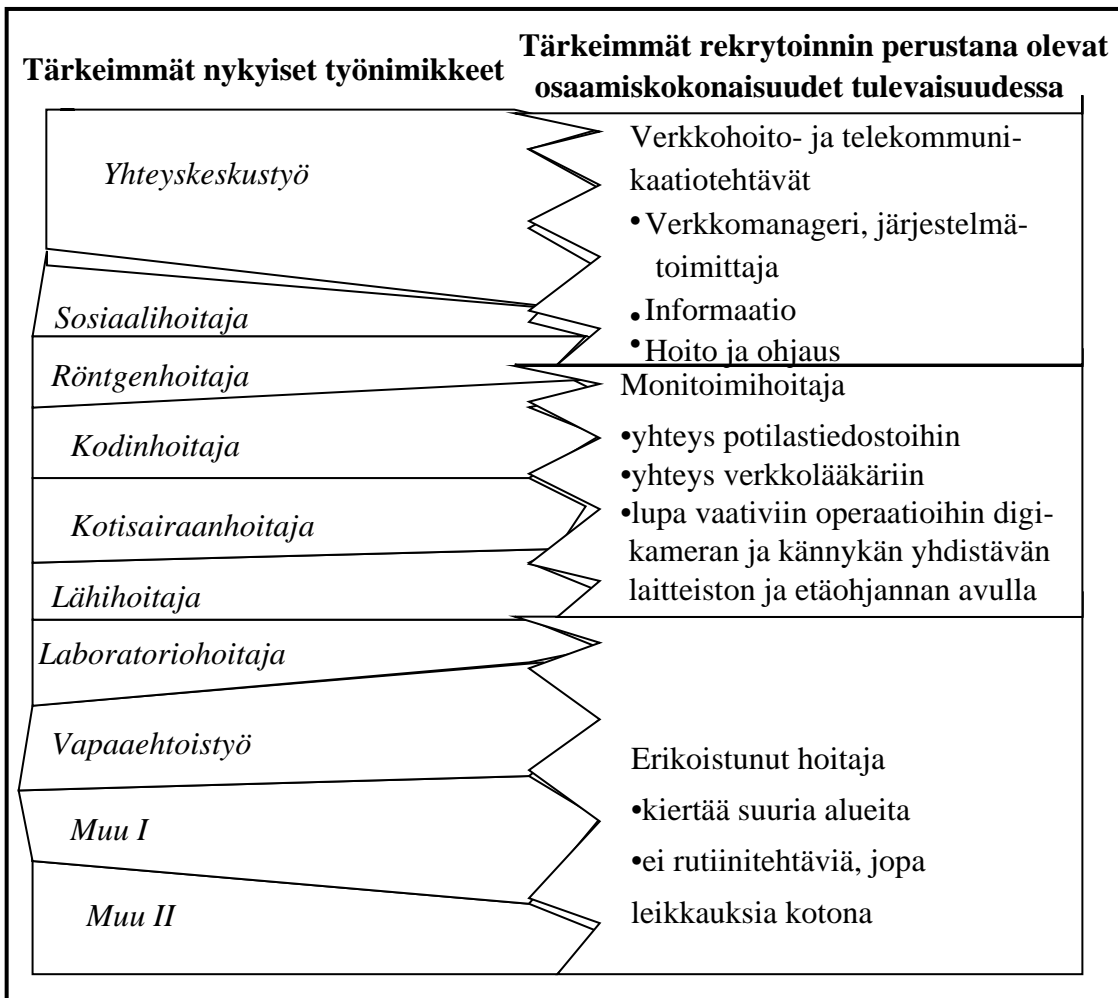 Tärkeimmät nykyiset työnimikkeet
Yhteyskeskustyö
Sosiaalihoitaja
Röntgenhoitaja
Kodinhoitaja
Kotisairaanhoitaja
Lähihoitaja
Laboratoriohoitaja
Vapaaehtoistyö
Muu I
Muu II
Tärkeimmät rekrytoinnin perustana olevat
osaamiskokonaisuudet tulevaisuudessa
Verkkohoito- ja telekommuni-
kaatiotehtävät
•Verkkomanageri, järjestelmä-
toimittaja
•Informaatio
•Hoito ja ohjaus
Monitoimihoitaja
•yhteys potilastiedostoihin
•yhteys verkkolääkäriin
•lupa vaativiin operaatioihin digi-
kameran ja kännykän yhdistävän
laitteiston ja etäohjannan avulla
Erikoistunut hoitaja
•kiertää suuria alueita
•ei rutiinitehtäviä, jopa
leikkauksia kotona